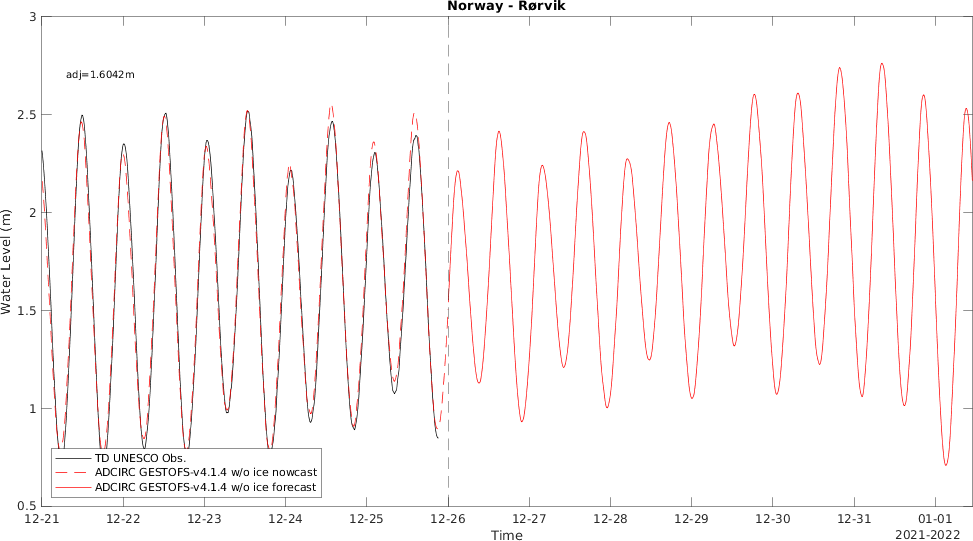 Norway - Rørvik
3
adj=1.6042m
2.5
2
Water Level (m)
1.5
1
TD UNESCO Obs.
ADCIRC GESTOFS-v4.1.4 w/o ice nowcast
ADCIRC GESTOFS-v4.1.4 w/o ice forecast
0.5
12-21 12-22 12-23 12-24 12-25 12-26 12-27 12-28 12-29 12-30 12-31 01-01
Time
2021-2022